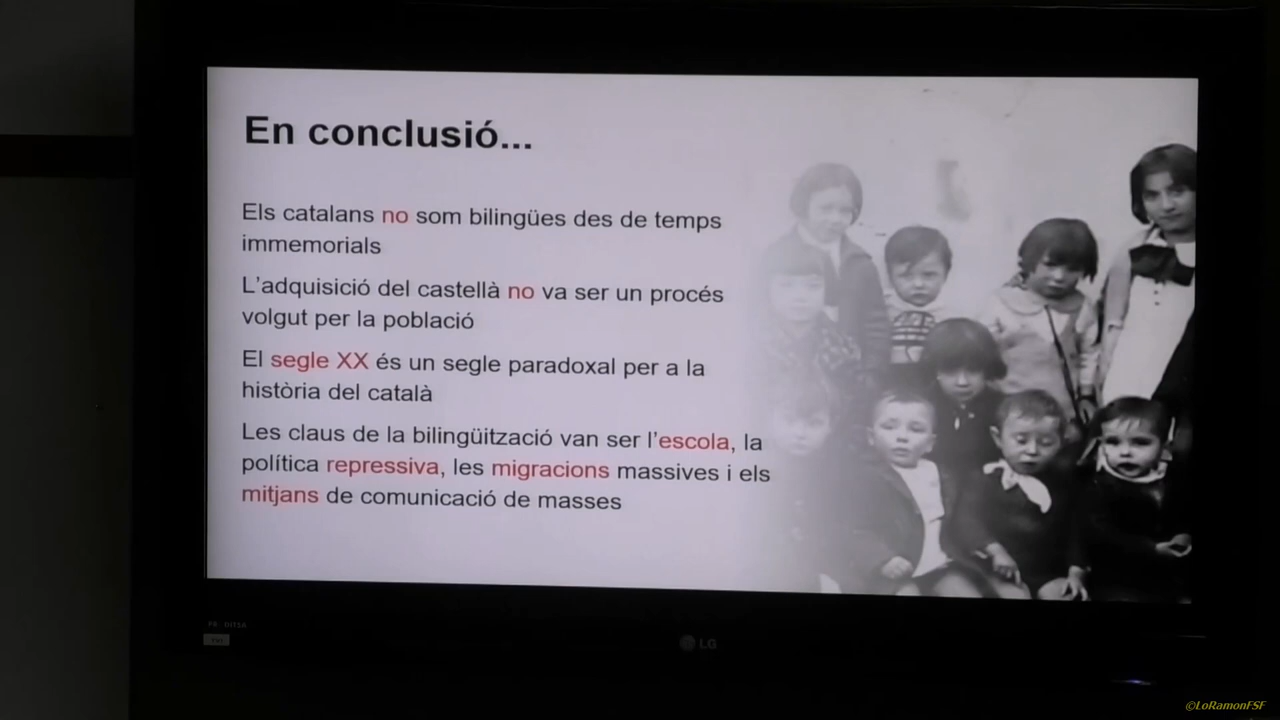 En conclusió...
Els catalans no som bilingües des de temps
immemorials
L'adquisició del castellà no va ser un procés
volgut per la població
El segle XX és un segle paradoxal per a la
història del català
Les claus de la bilingüització van ser l'escola, la
política repressiva, les migracions massives i els
mitjans de comunicació de masses
LG
©LoRamonFSF